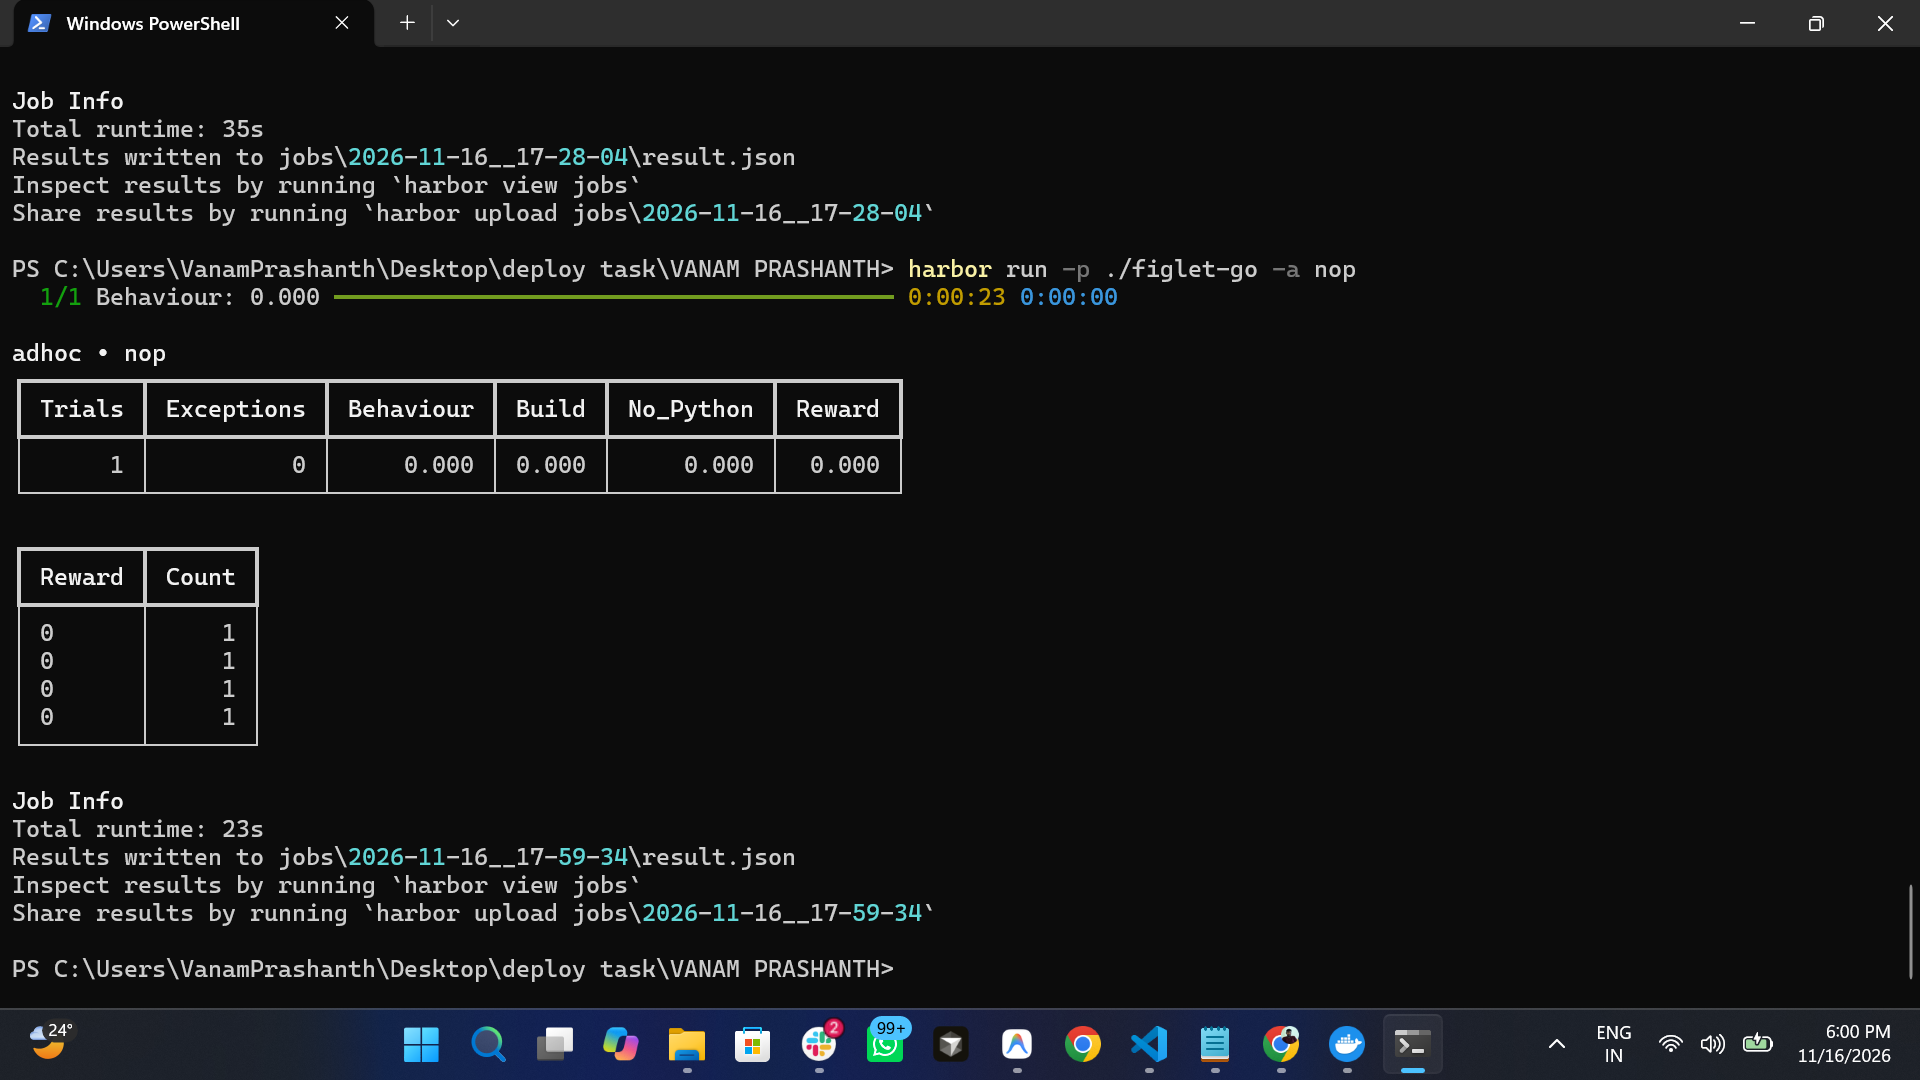 Windows PowerShell
Job Info
Total runtime: 35s
Results written to jobs\2026-11-16__17-28-04\result.json
Inspect results by running `harbor view jobs`
Share results by running `harbor upload jobs\2026-11-16__17-28-04`
PS C:\Users\VanamPrashanth\Desktop\deploy task\VANAM PRASHANTH> harbor run -p ./figlet-go -a nop
1/1 Behaviour: 0.000 0:00:23 0:00:00
adhoc • nop
Trials Exceptions Behaviour Build No_Python Reward
1 0 0.000 0.000 0.000 0.000
Reward Count
0 1
0 1
0 1
0 1
Job Info
Total runtime: 23s
Results written to jobs\2026-11-16__17-59-34\result.json
Inspect results by running `harbor view jobs`
Share results by running `harbor upload jobs\2026-11-16__17-59-34`
PS C:\Users\VanamPrashanth\Desktop\deploy task\VANAM PRASHANTH>
24°
2
99+
ENG
IN
6:00 PM
11/16/2026